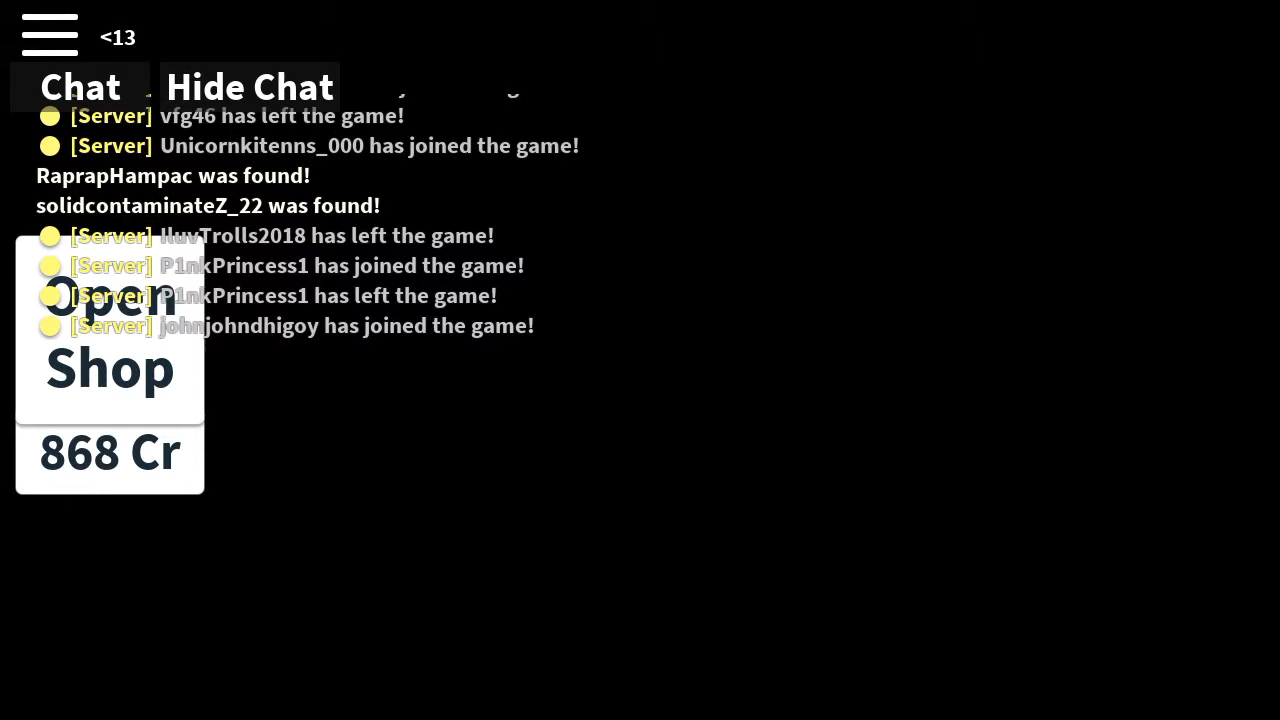 <13
Chat Hide Chat
[Server] vfg46 has left the game!
[Server] Unicornkitenns_000 has joined the game!
RaprapHampac was found!
solidcontaminateZ_22 was found!
[Server] IluvTrolls2018 has left the game!
[Server] P1nkPrincess1 has joined the game!
[Server] P1nkPrincess1 has left the game!
[Server] johnjohndhigoy has joined the game!
Open
Shop
868 Cr